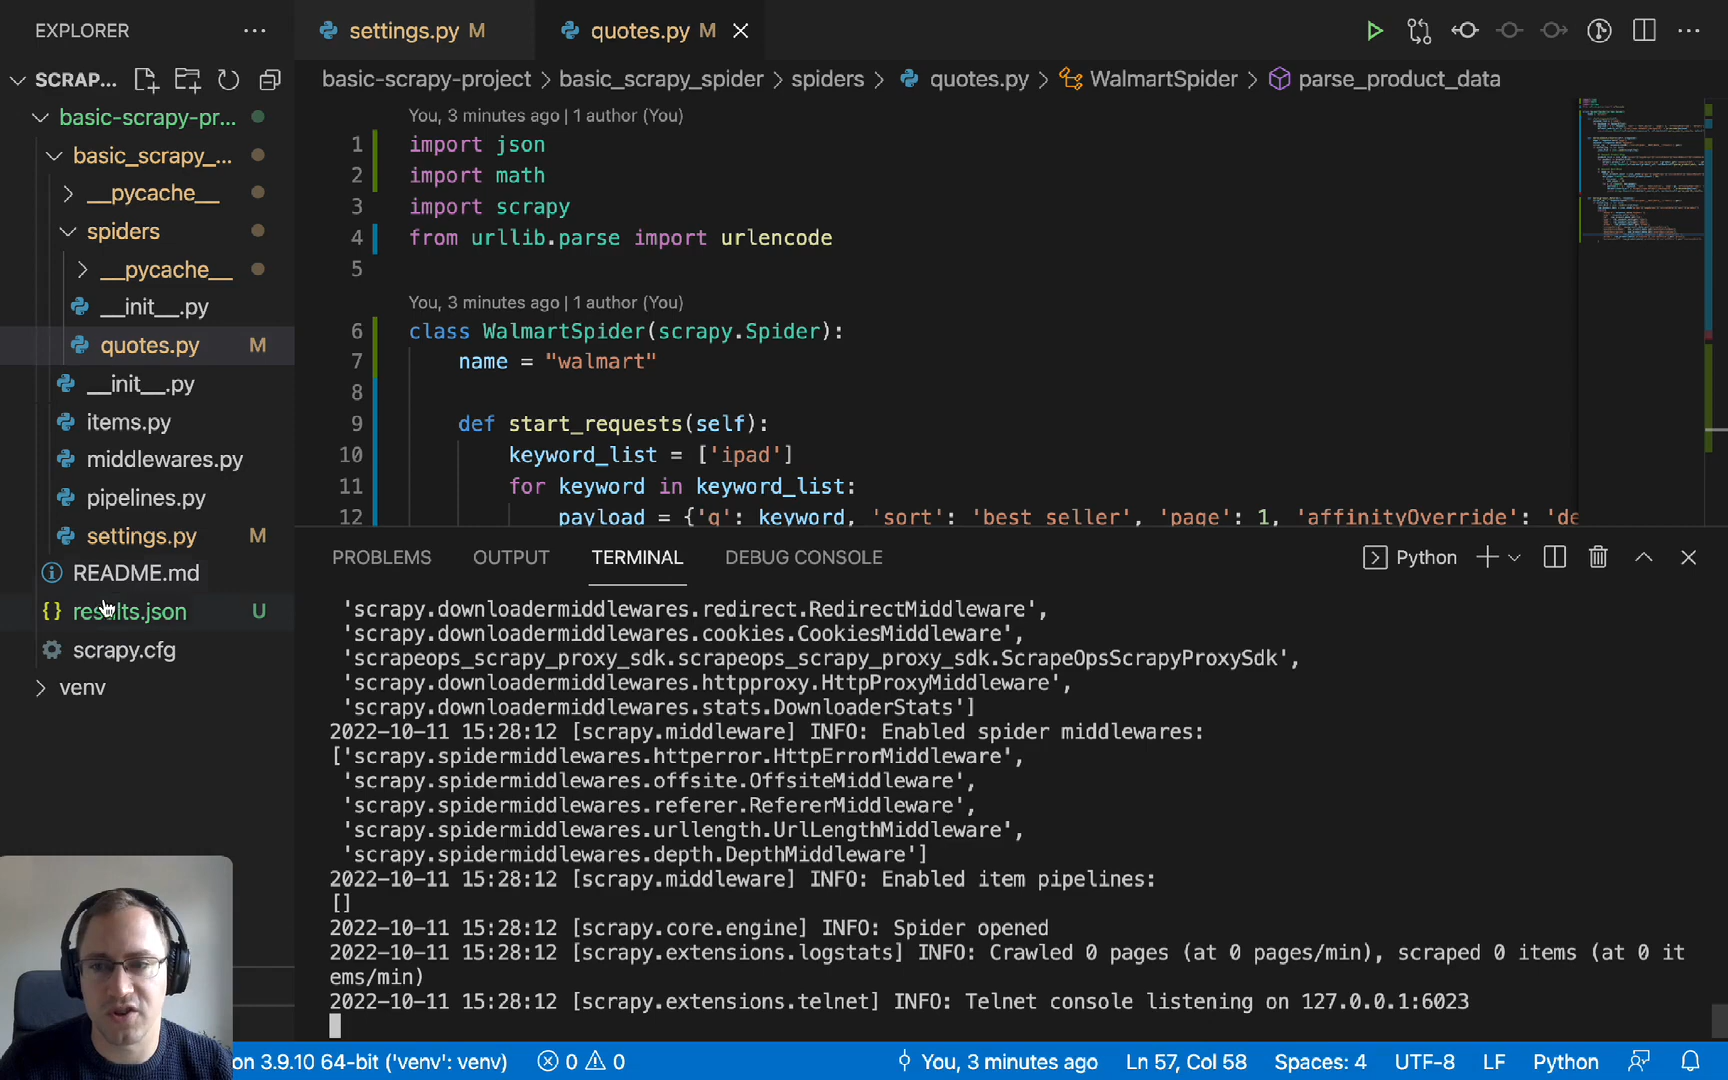 EXPLORER
SCRAP...
basic-scrapy-pr...
basic_scrapy_...
__pycache__
spiders
__pycache__
__init__.py
quotes.py M
__init__.py
items.py
middlewares.py
pipelines.py
settings.py M
README.md
results.json U
scrapy.cfg
venv
settings.py M
quotes.py M
basic-scrapy-project > basic_scrapy_spider > spiders > quotes.py > WalmartSpider > parse_product_data
You, 3 minutes ago | 1 author (You)
1 import json
2 import math
3 import scrapy
4 from urllib.parse import urlencode
5
You, 3 minutes ago | 1 author (You)
6 class WalmartSpider(scrapy.Spider):
7 name = "walmart"
8
9 def start_requests(self):
10 keyword_list = ['ipad']
11 for keyword in keyword_list:
12 payload = {'q': keyword, 'sort': 'best_seller', 'page': 1, 'affinityOverride': 'de
PROBLEMS OUTPUT TERMINAL DEBUG CONSOLE Python
'scrapy.downloadermiddlewares.redirect.RedirectMiddleware',
'scrapy.downloadermiddlewares.cookies.CookiesMiddleware',
'scrapeops_scrapy_proxy_sdk.scrapeops_scrapy_proxy_sdk.ScrapeOpsScrapyProxySdk',
'scrapy.downloadermiddlewares.httpproxy.HttpProxyMiddleware',
'scrapy.downloadermiddlewares.stats.DownloaderStats']
2022-10-11 15:28:12 [scrapy.middleware] INFO: Enabled spider middlewares:
['scrapy.spidermiddlewares.httperror.HttpErrorMiddleware',
'scrapy.spidermiddlewares.offsite.OffsiteMiddleware',
'scrapy.spidermiddlewares.referer.RefererMiddleware',
'scrapy.spidermiddlewares.urllength.UrlLengthMiddleware',
'scrapy.spidermiddlewares.depth.DepthMiddleware']
2022-10-11 15:28:12 [scrapy.middleware] INFO: Enabled item pipelines:
[]
2022-10-11 15:28:12 [scrapy.core.engine] INFO: Spider opened
2022-10-11 15:28:12 [scrapy.extensions.logstats] INFO: Crawled 0 pages (at 0 pages/min), scraped 0 items (at 0 it
ems/min)
2022-10-11 15:28:12 [scrapy.extensions.telnet] INFO: Telnet console listening on 127.0.0.1:6023
on 3.9.10 64-bit ('venv': venv) 0 0 You, 3 minutes ago Ln 57, Col 58 Spaces: 4 UTF-8 LF Python